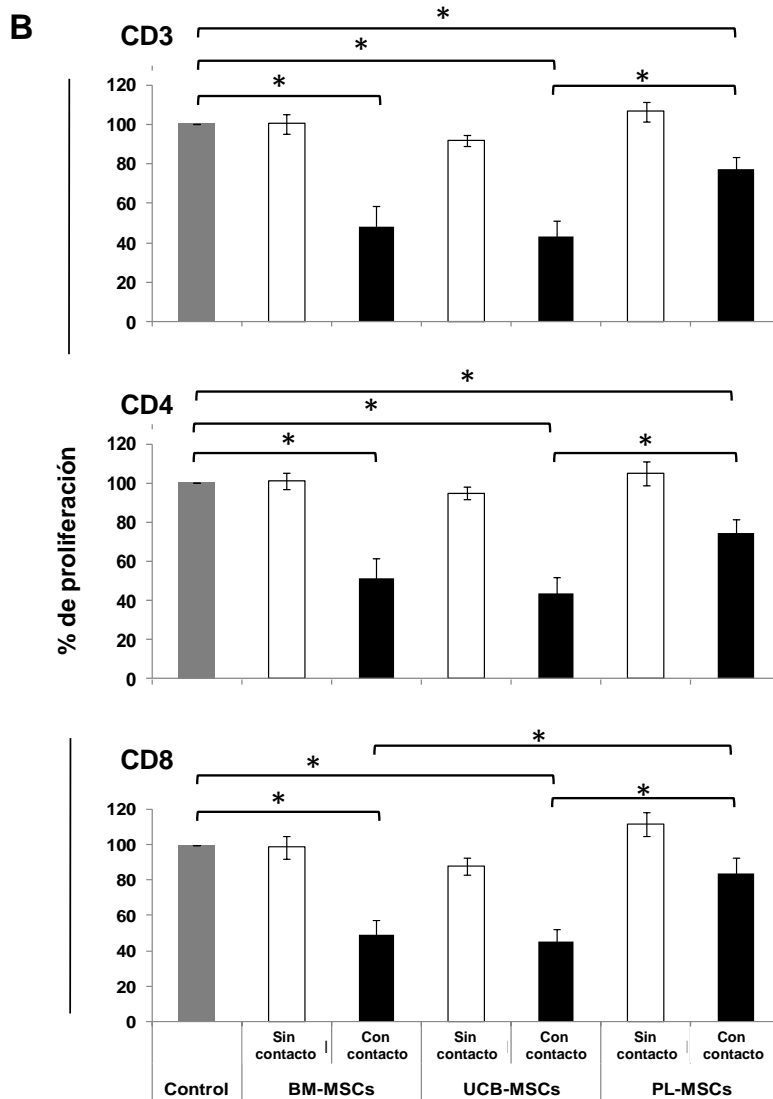 B
CD3
*
*
*
*
120
100
80
60
40
20
0
% de proliferación
CD4
*
*
*
*
120
100
80
60
40
20
0
CD8
*
*
*
*
120
100
80
60
40
20
0
Sin contacto
Con contacto
Sin contacto
Con contacto
Sin contacto
Con contacto
Control
BM-MSCs
UCB-MSCs
PL-MSCs